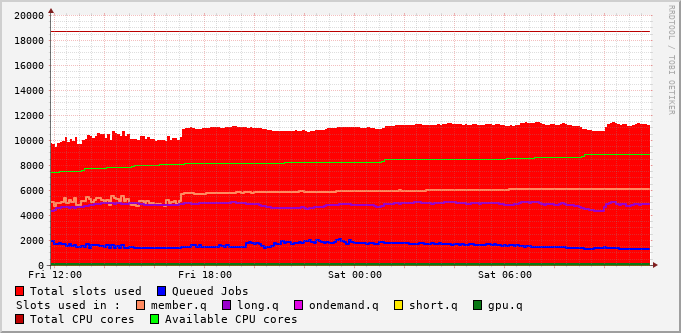 20000
18000
16000
14000
12000
10000
8000
6000
4000
2000
0
Fri 12:00 Fri 18:00 Sat 00:00 Sat 06:00
Total slots used Queued Jobs
Slots used in : member.q long.q ondemand.q short.q gpu.q
Total CPU cores Available CPU cores
RRDTOOL / TOBI OETIKER